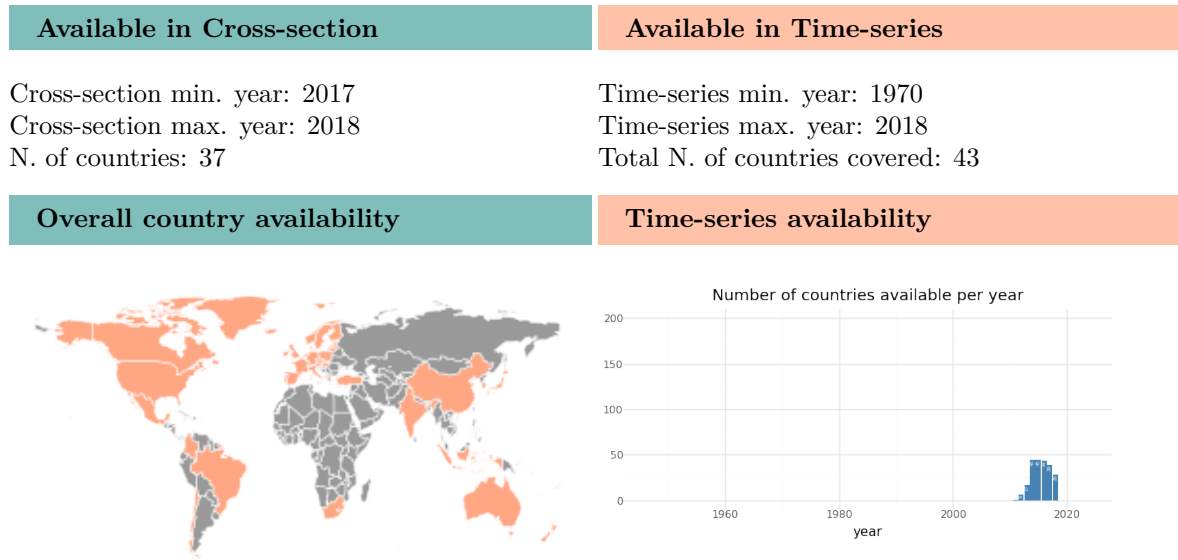 Available in Cross-section
Available in Time-series
Cross-section min. year: 2017
Cross-section max. year: 2018
N. of countries: 37
Time-series min. year: 1970
Time-series max. year: 2018
Total N. of countries covered: 43
Overall country availability
Time-series availability
Number of countries available per year
200
150
100
50
0
1960
1980
2000
2020
year